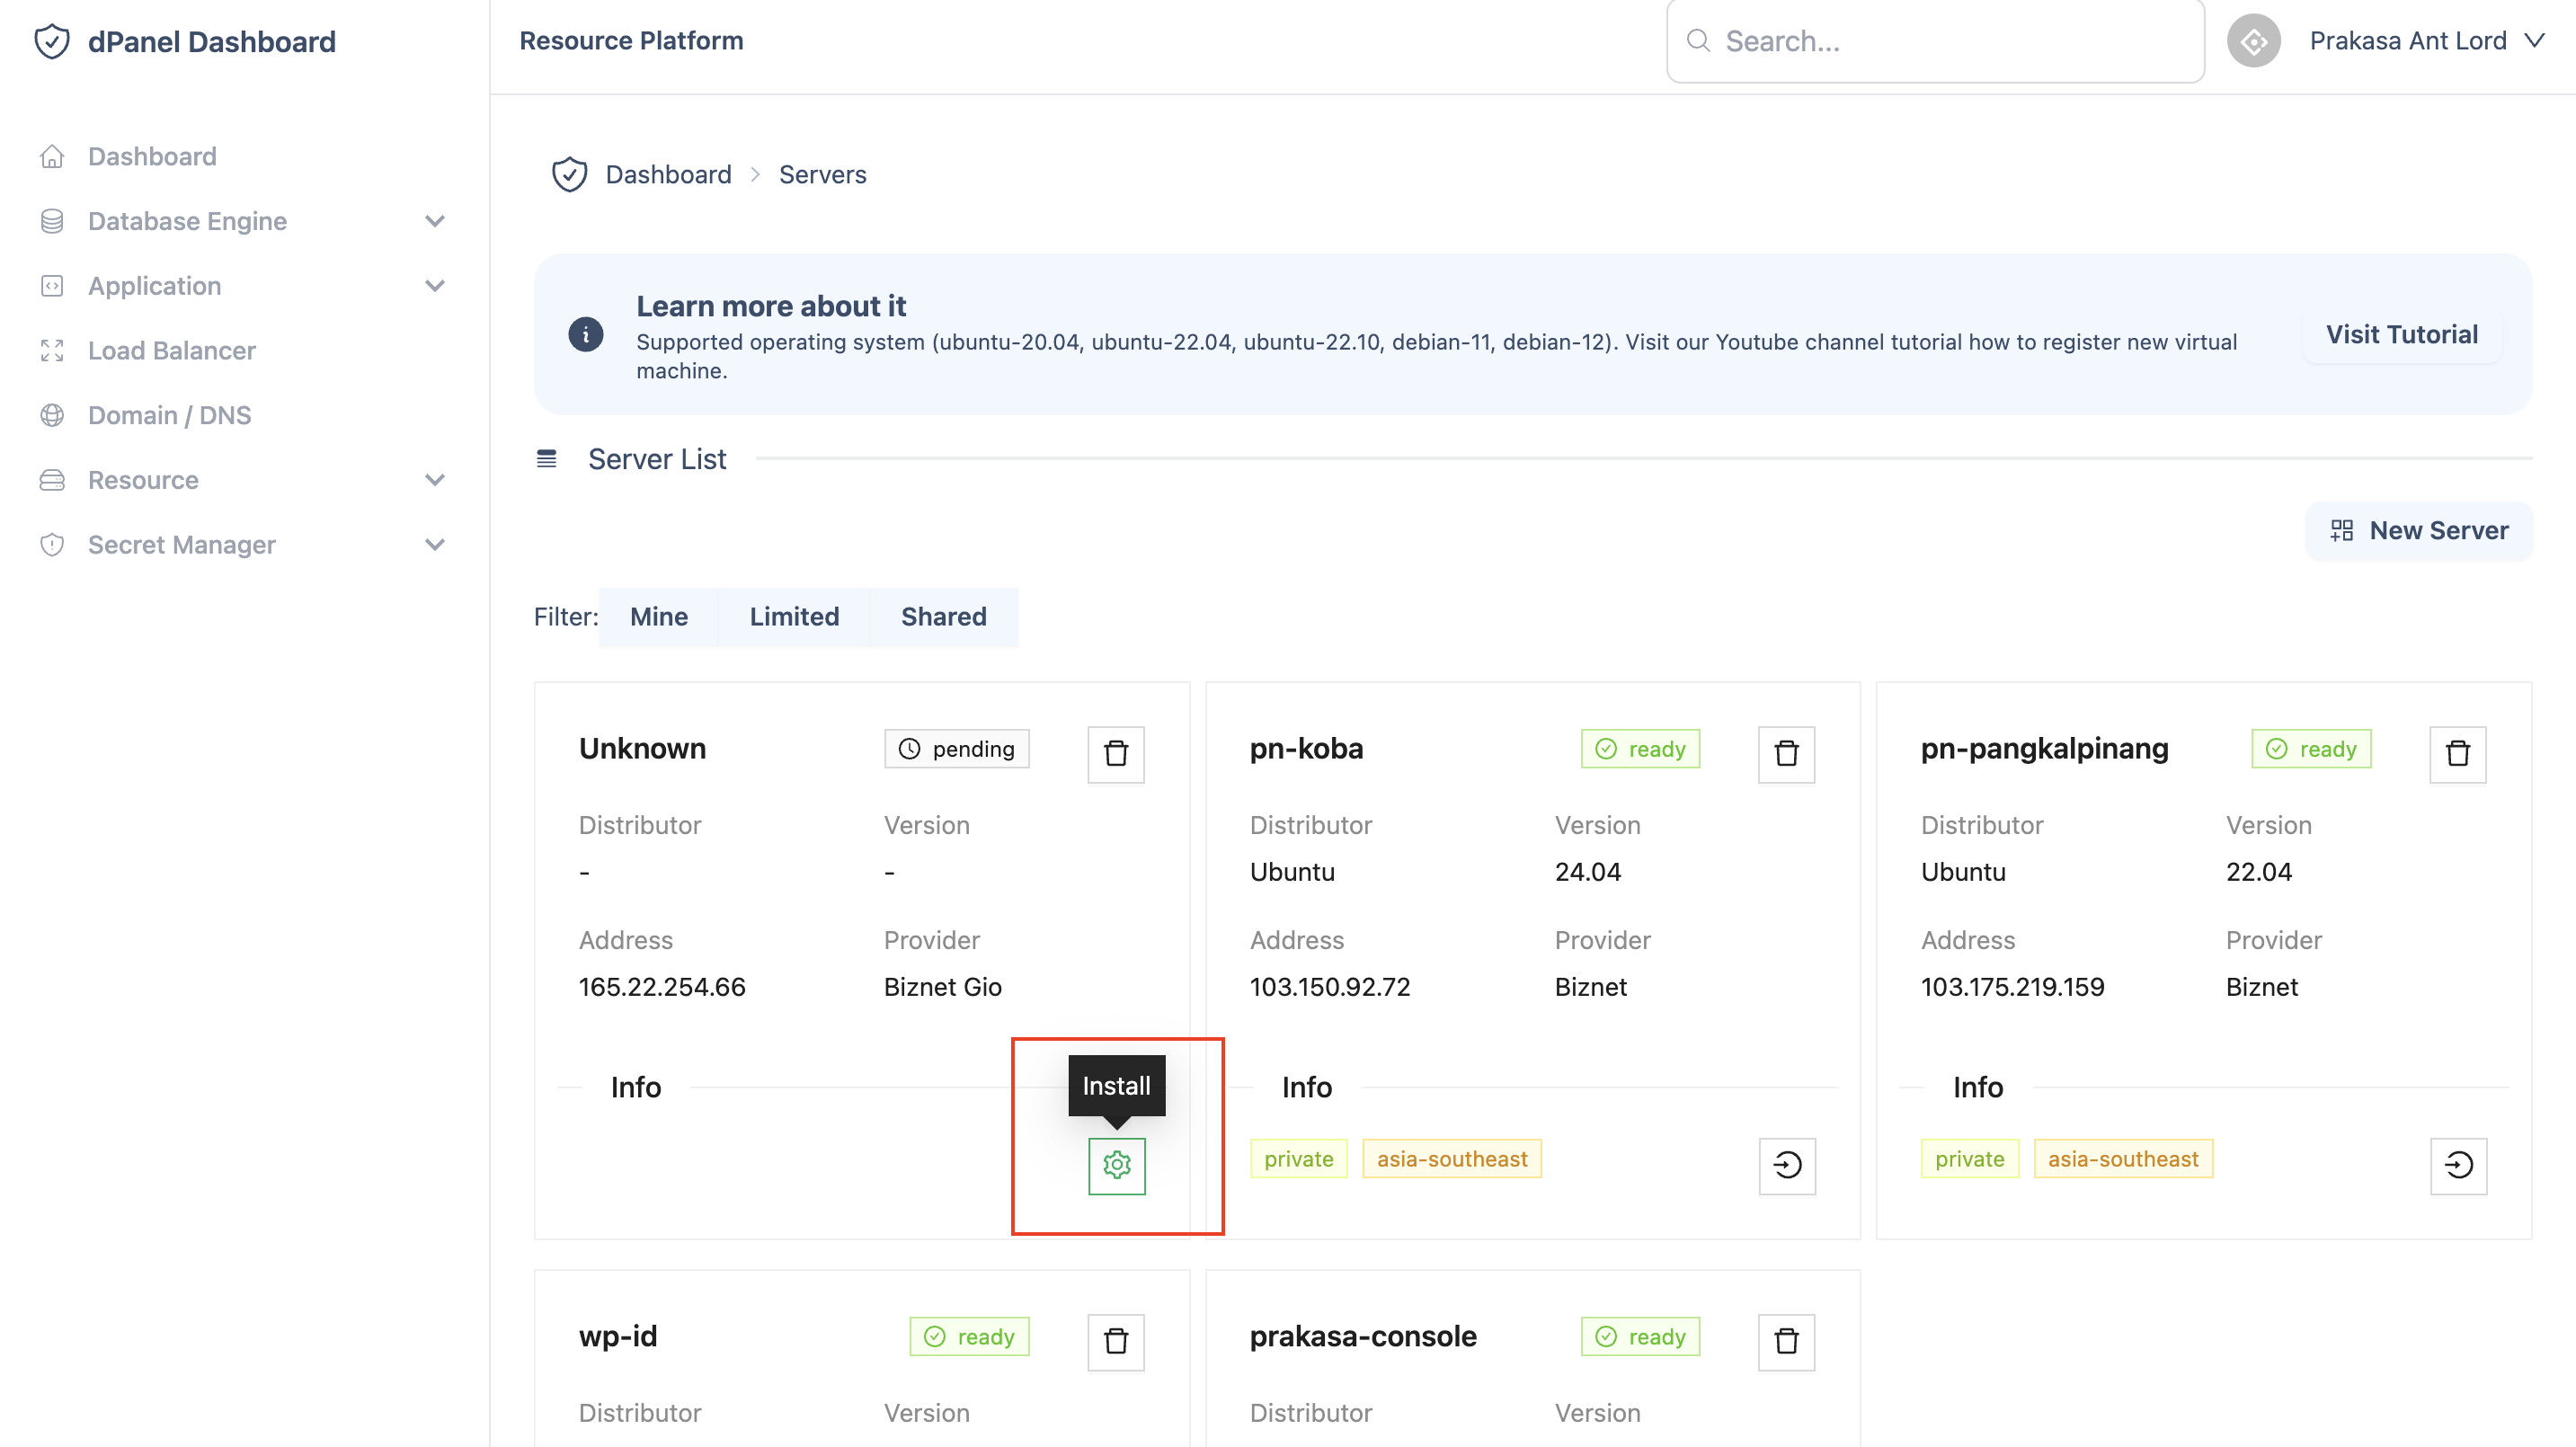 dPanel Dashboard
Resource Platform
Search...
Prakasa Ant Lord
Dashboard
Database Engine
Application
Load Balancer
Domain / DNS
Resource
Secret Manager
Dashboard > Servers
Learn more about it
Supported operating system (ubuntu-20.04, ubuntu-22.04, ubuntu-22.10, debian-11, debian-12). Visit our Youtube channel tutorial how to register new virtual
machine.
Visit Tutorial
Server List
New Server
Filter: Mine Limited Shared
Unknown pending
Distributor Version
- -
Address Provider
165.22.254.66 Biznet Gio
Info
Install
pn-koba ready
Distributor Version
Ubuntu 24.04
Address Provider
103.150.92.72 Biznet
Info
private asia-southeast
pn-pangkalpinang ready
Distributor Version
Ubuntu 22.04
Address Provider
103.175.219.159 Biznet
Info
private asia-southeast
wp-id ready
Distributor Version
prakasa-console ready
Distributor Version